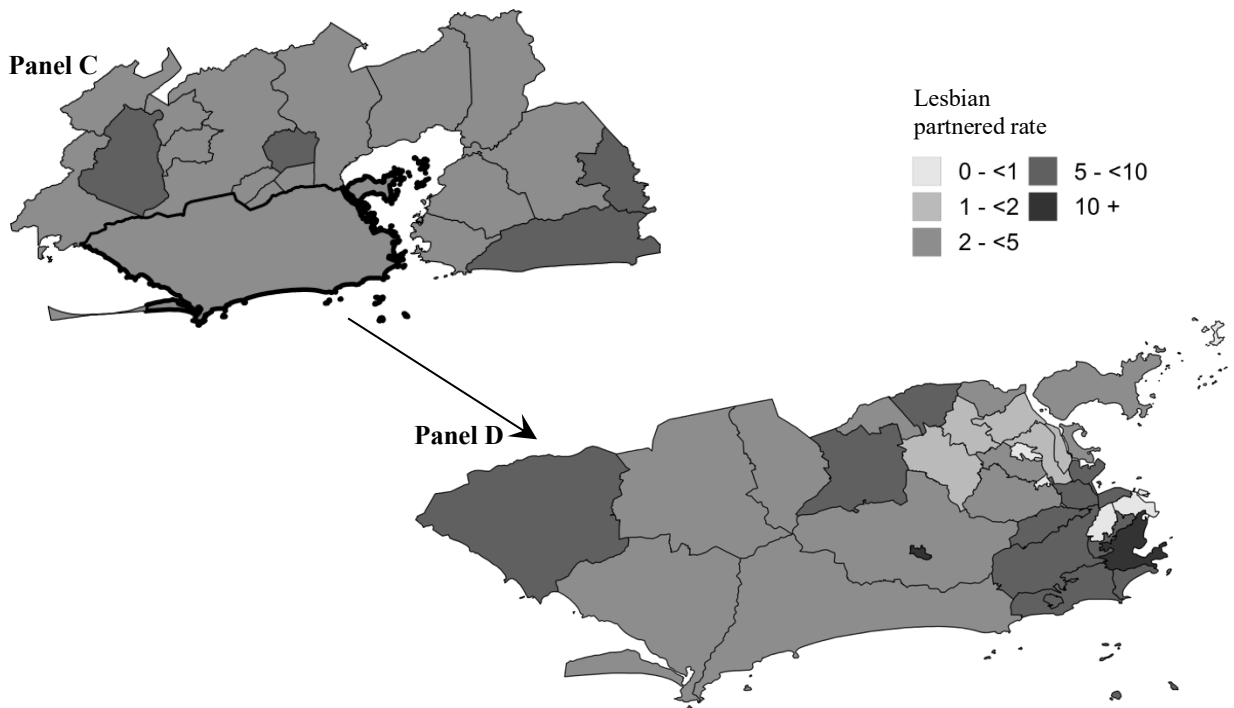 Panel C
Lesbian
partnered rate
0 - <1
5 - <10
1 - <2
10 +
2 - <5
Panel D